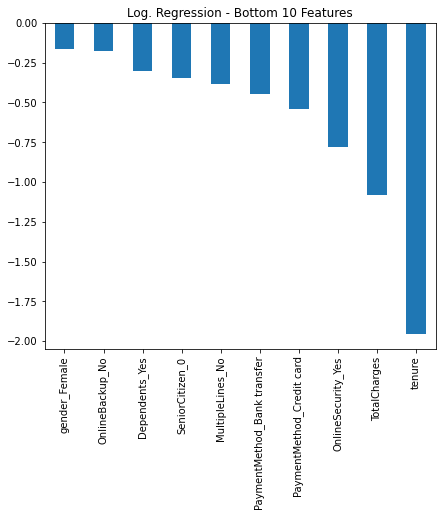 Log. Regression - Bottom 10 Features
0.00
−0.25
−0.50
−0.75
−1.00
−1.25
−1.50
−1.75
−2.00
gender_Female
OnlineBackup_No
Dependents_Yes
SeniorCitizen_0
MultipleLines_No
PaymentMethod_Bank transfer
PaymentMethod_Credit card
OnlineSecurity_Yes
TotalCharges
tenure